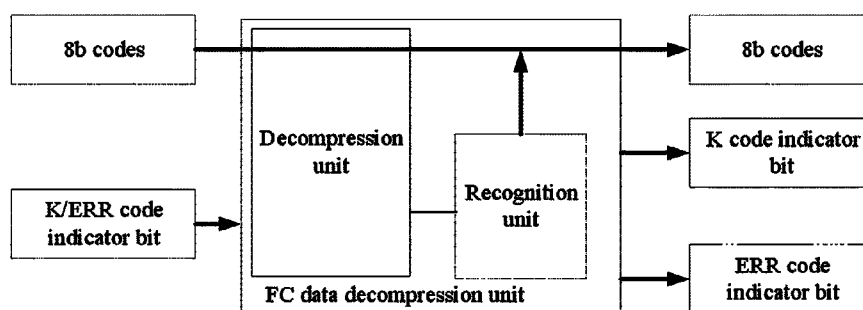 8b codes
8b codes
Decompression
unit
K code indicator
bit
K/ERR code
indicator bit
Recognition
unit
ERR code
indicator bit
FC data decompression unit